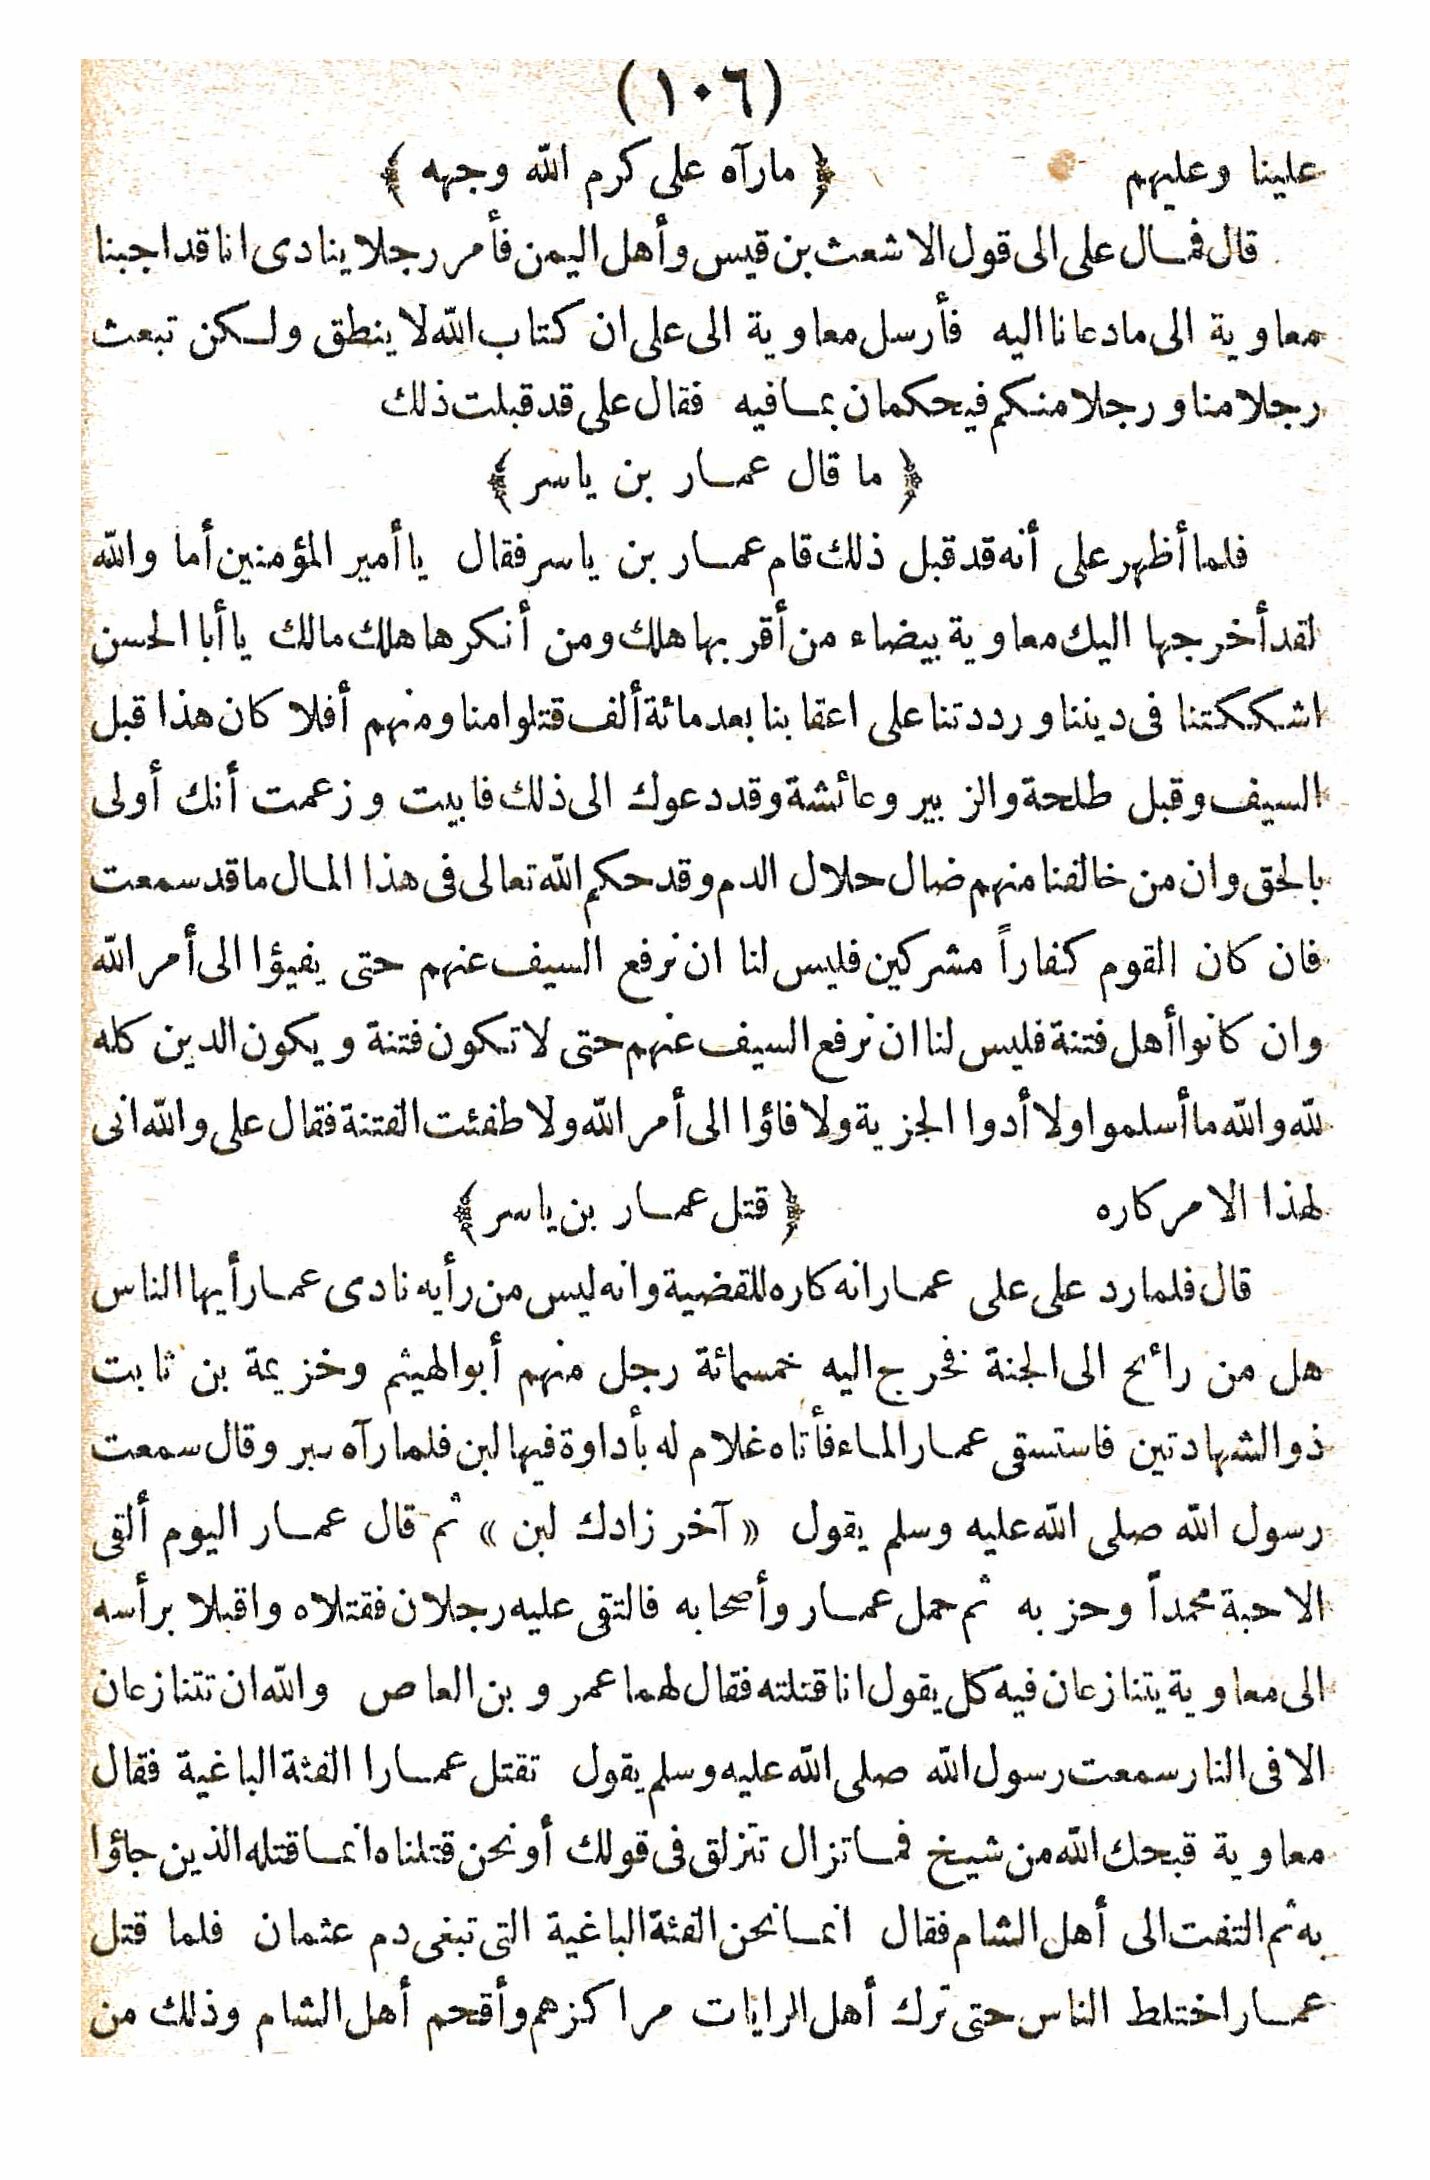 (١٠٦)
علينا وعليهم ﴿ مارآه على كرم الله وجهه ﴾
قال فمال على الى قول الاشعث بن قيس وأهل اليمن فأمر رجلا ينادى انا قد اجبنا
معاوية الى مادعانا اليه فأرسل معاوية الى على ان كتاب الله لا ينطق ولكن تبعث
رجلا منا ورجلا منكم فيحكمان بما فيه فقال على قد قبلت ذلك
﴿ ما قال عمار بن ياسر ﴾
فلما أظهر على أنه قد قبل ذلك قام عمار بن ياسر فقال يا أمير المؤمنين أما والله
لقد أخرجها اليك معاوية بيضاء من أقر بها هلك ومن أنكرها هلك مالك يا أبا الحسن
اشككتنا فى ديننا ورددتنا على اعقابنا بعد مائة ألف قتلوا منا ومنهم أفلا كان هذا قبل
السيف وقبل طلحة والزبير وعائشة وقد دعوك الى ذلك فابيت وزعمت أنك أولى
بالحق وان من خالفنا منهم ضال حلال الدم وقد حكم الله تعالى فى هذا المال ما قد سمعت
فان كان القوم كفاراً مشركين فليس لنا ان نرفع السيف عنهم حتى يفيؤا الى أمر الله
وان كانوا أهل فتنة فليس لنا ان نرفع السيف عنهم حتى لا تكون فتنة ويكون الدين كله
لله والله ما أسلموا ولا أدوا الجزية ولا فاؤا الى أمر الله ولا طفئت الفتنة فقال على والله انى
لهذا الامر كاره ﴿ قتل عمار بن ياسر ﴾
قال فلما رد على على عمار انه كاره للقضية وانه ليس من رأيه نادى عمار أيها الناس
هل من رائح الى الجنة فخرج اليه خمسمائة رجل منهم أبو الهيثم وخزيمة بن ثابت
ذو الشهادتين فاستسقى عمار الماء فأتاه غلام له بأداوة فيها لبن فلما رآه سبر وقال سمعت
رسول الله صلى الله عليه وسلم يقول « آخر زادك لبن » ثم قال عمار اليوم ألقى
الاحبة محمداً وحزبه ثم حمل عمار وأصحابه فالتقى عليه رجلان فقتلاه واقبلا برأسه
الى معاوية يتنازعان فيه كل يقول انا قتلته فقال لهما عمرو بن العاص والله ان تتنازعان
الا فى النار سمعت رسول الله صلى الله عليه وسلم يقول تقتل عمارا الفئة الباغية فقال
معاوية قبحك الله من شيخ فما تزال تتزلق فى قولك أو نحن قتلناه انما قتله الذين جاؤا
به ثم التفت الى أهل الشام فقال انما نحن الفئة الباغية التى تبغى دم عثمان فلما قتل
عمار اختلط الناس حتى ترك أهل الرايات مراكزهم وأقحم أهل الشام وذلك من